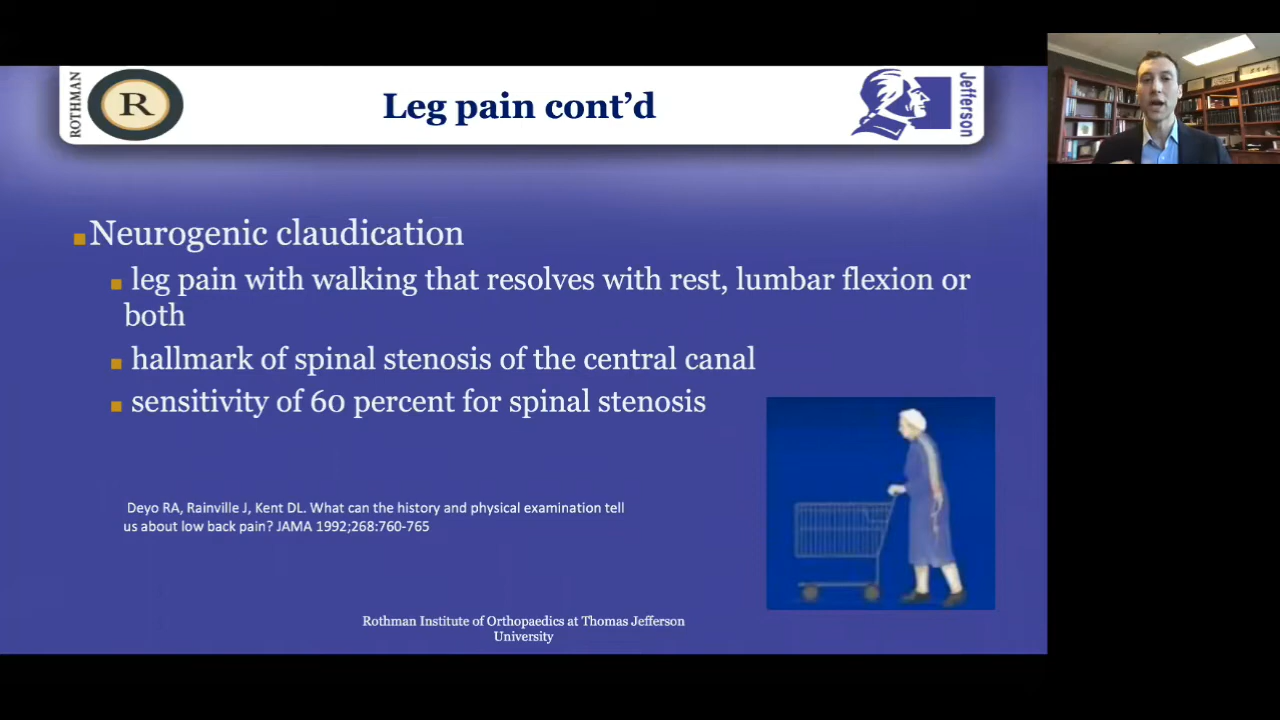 ROTHMAN
R
Leg pain cont’d
Jefferson
Neurogenic claudication
leg pain with walking that resolves with rest, lumbar flexion or
both
hallmark of spinal stenosis of the central canal
sensitivity of 60 percent for spinal stenosis
Deyo RA, Rainville J, Kent DL. What can the history and physical examination tell
us about low back pain? JAMA 1992;268:760-765
Rothman Institute of Orthopaedics at Thomas Jefferson
University